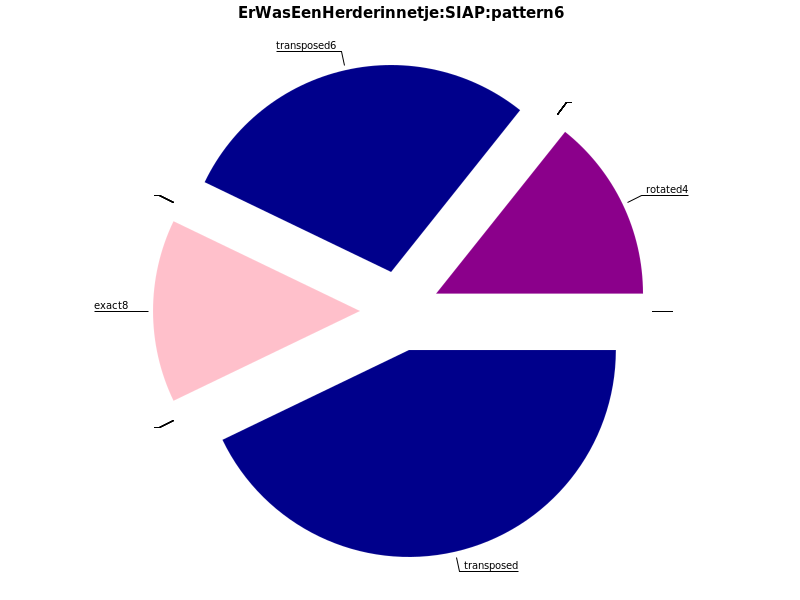 ErWasEenHerderinnetje:SIAP:pattern6
transposed6
rotated4
exact8
transposed